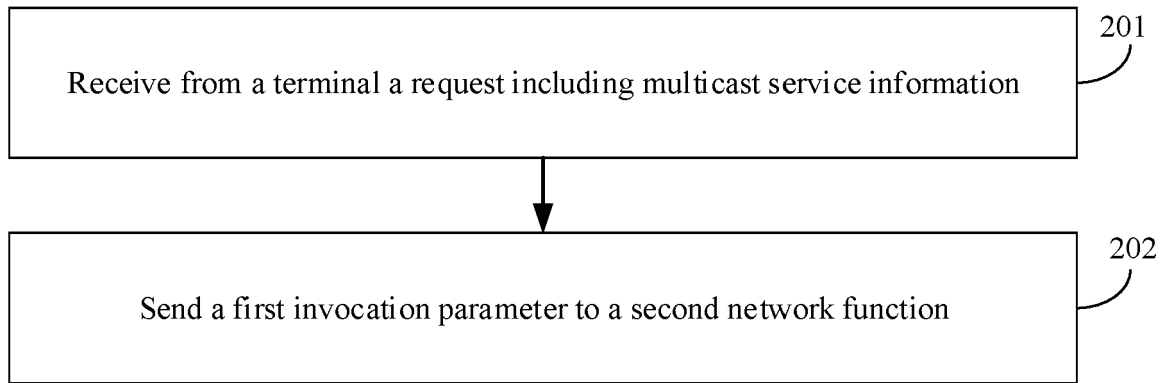 201
Receive from a terminal a request including multicast service information
202
Send a first invocation parameter to a second network function